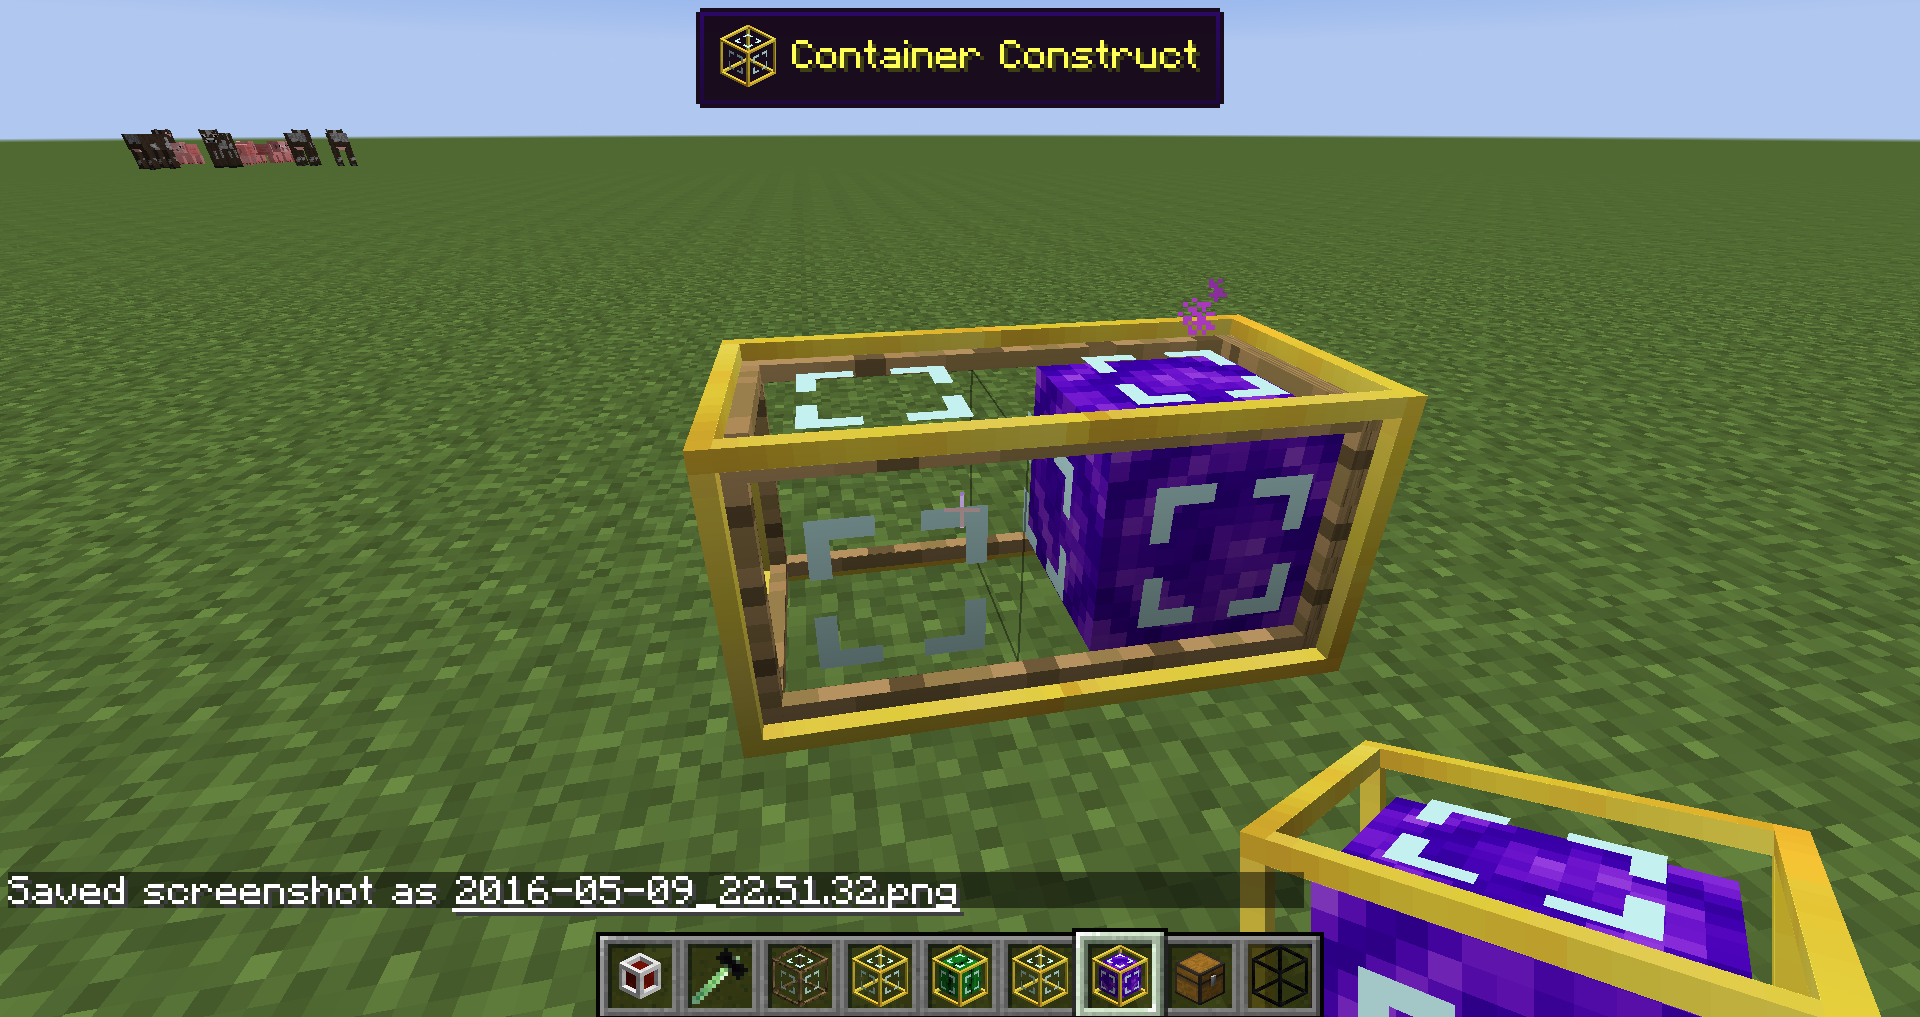 Container Construct
Saved screenshot as 2016-05-09_22.51.32.png